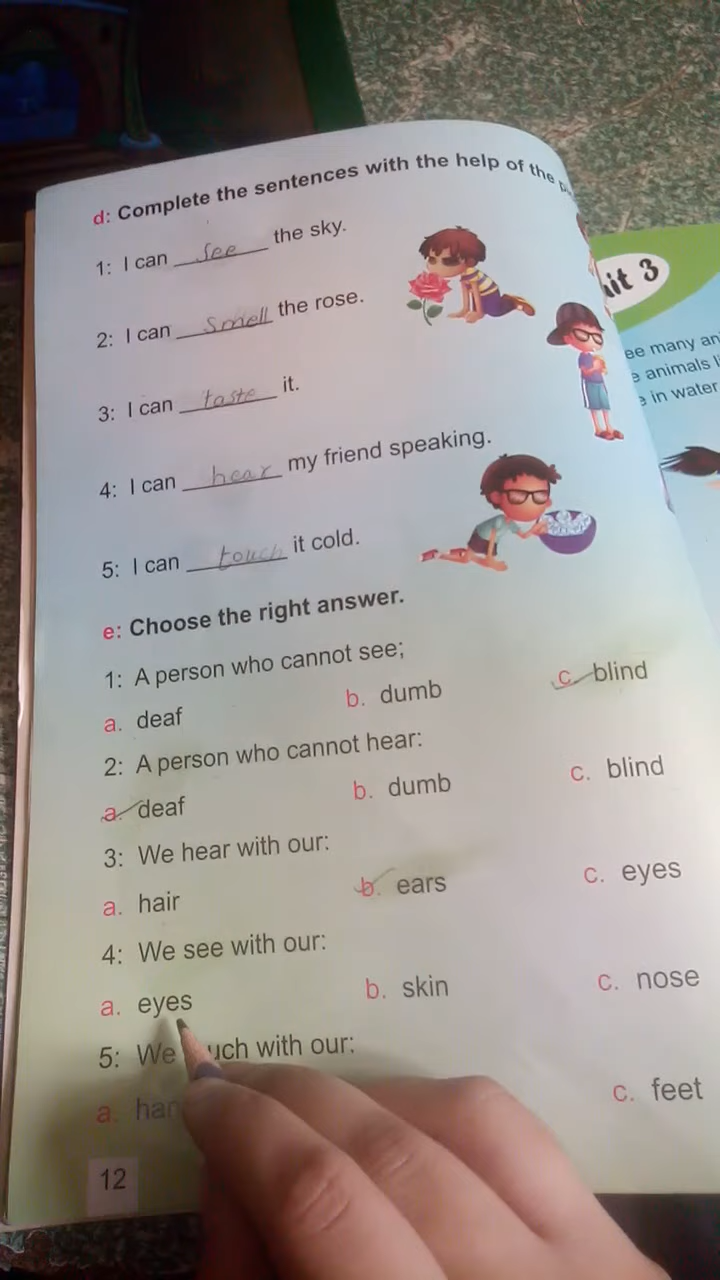 d: Complete the sentences with the help of the
1: I can see the sky.
2: I can smell the rose.
3: I can taste it.
4: I can hear my friend speaking.
5: I can touch it cold.
e: Choose the right answer.
1: A person who cannot see;
a. deaf b. dumb c. blind
2: A person who cannot hear:
a. deaf b. dumb c. blind
3: We hear with our:
a. hair b. ears c. eyes
4: We see with our:
a. eyes b. skin c. nose
5: We uch with our:
a. han c. feet
12
it 3
ee many an
animals l
in water